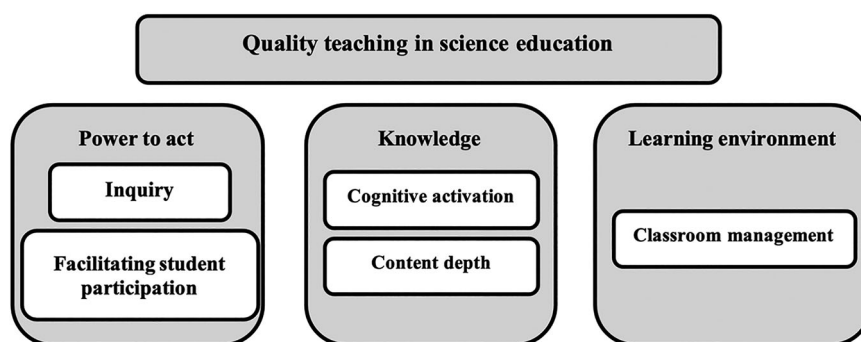 Quality teaching in science education
Power to act
Inquiry
Facilitating student
participation
Knowledge
Cognitive activation
Content depth
Learning environment
Classroom management